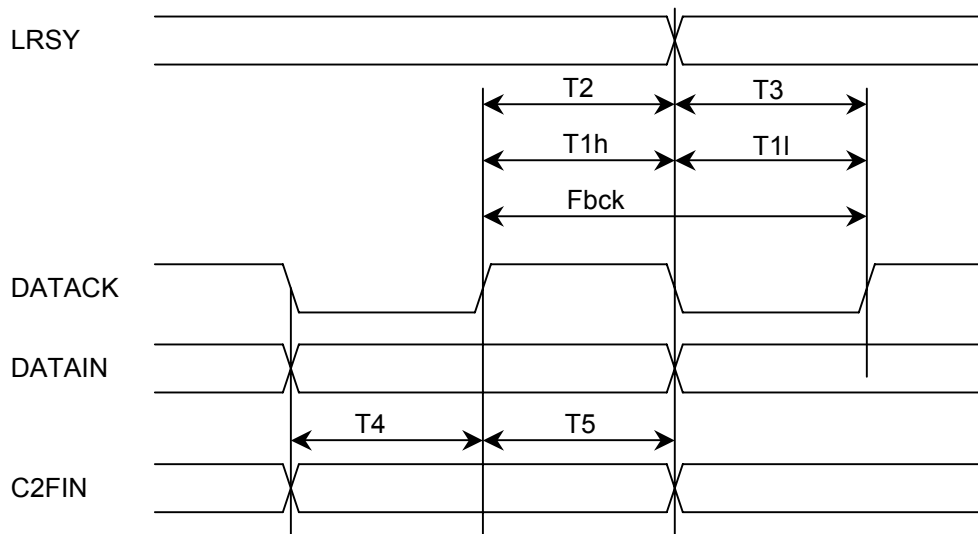 LRSY
T2 T3
T1h T1l
Fbck
DATACK
DATAIN
T4 T5
C2FIN